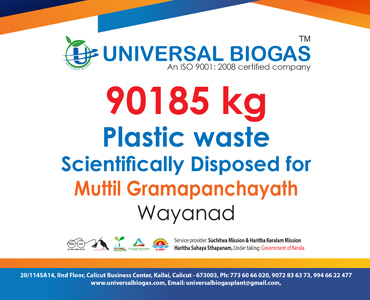 TM
UNIVERSAL BIOGAS
An ISO 9001: 2008 certified company
90185 kg
Plastic waste
Scientifically Disposed for
Muttil Gramapanchayath
Wayanad
Service provider: Suchitwa Mission & Haritha Keralam Mission
Haritha Sahaya Sthapanam, Under taking: Government of Kerala.
20/1145A14, IInd Floor, Calicut Business Center, Kallai, Calicut - 673003, Ph: 773 60 66 020, 9072 83 63 73, 994 66 22 477
www.universalbiogas.com, Email: universalbiogasplant@gmail.com,